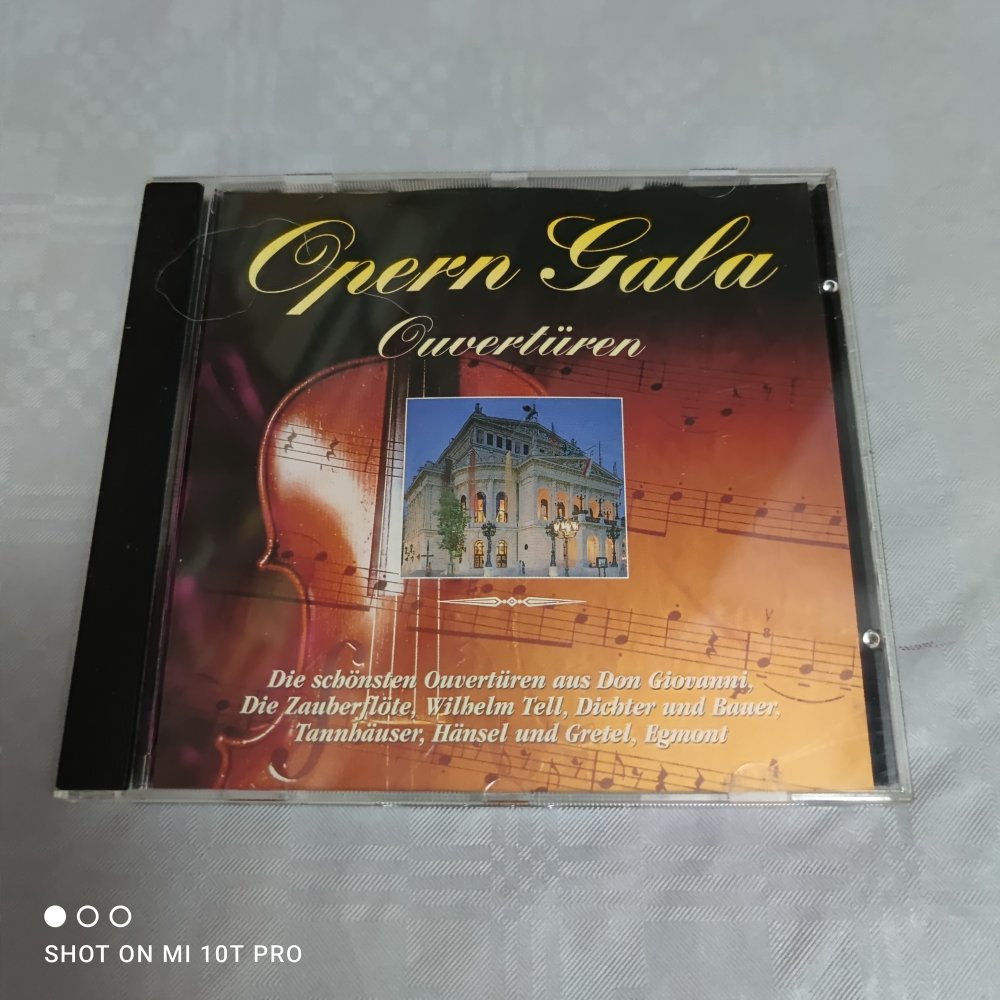 Opern Gala
Ouvertüren
Die schönsten Ouvertüren aus Don Giovanni,
Die Zauberflöte, Wilhelm Tell, Dichter und Bauer,
Tannhäuser, Hänsel und Gretel, Egmont
SHOT ON MI 10T PRO